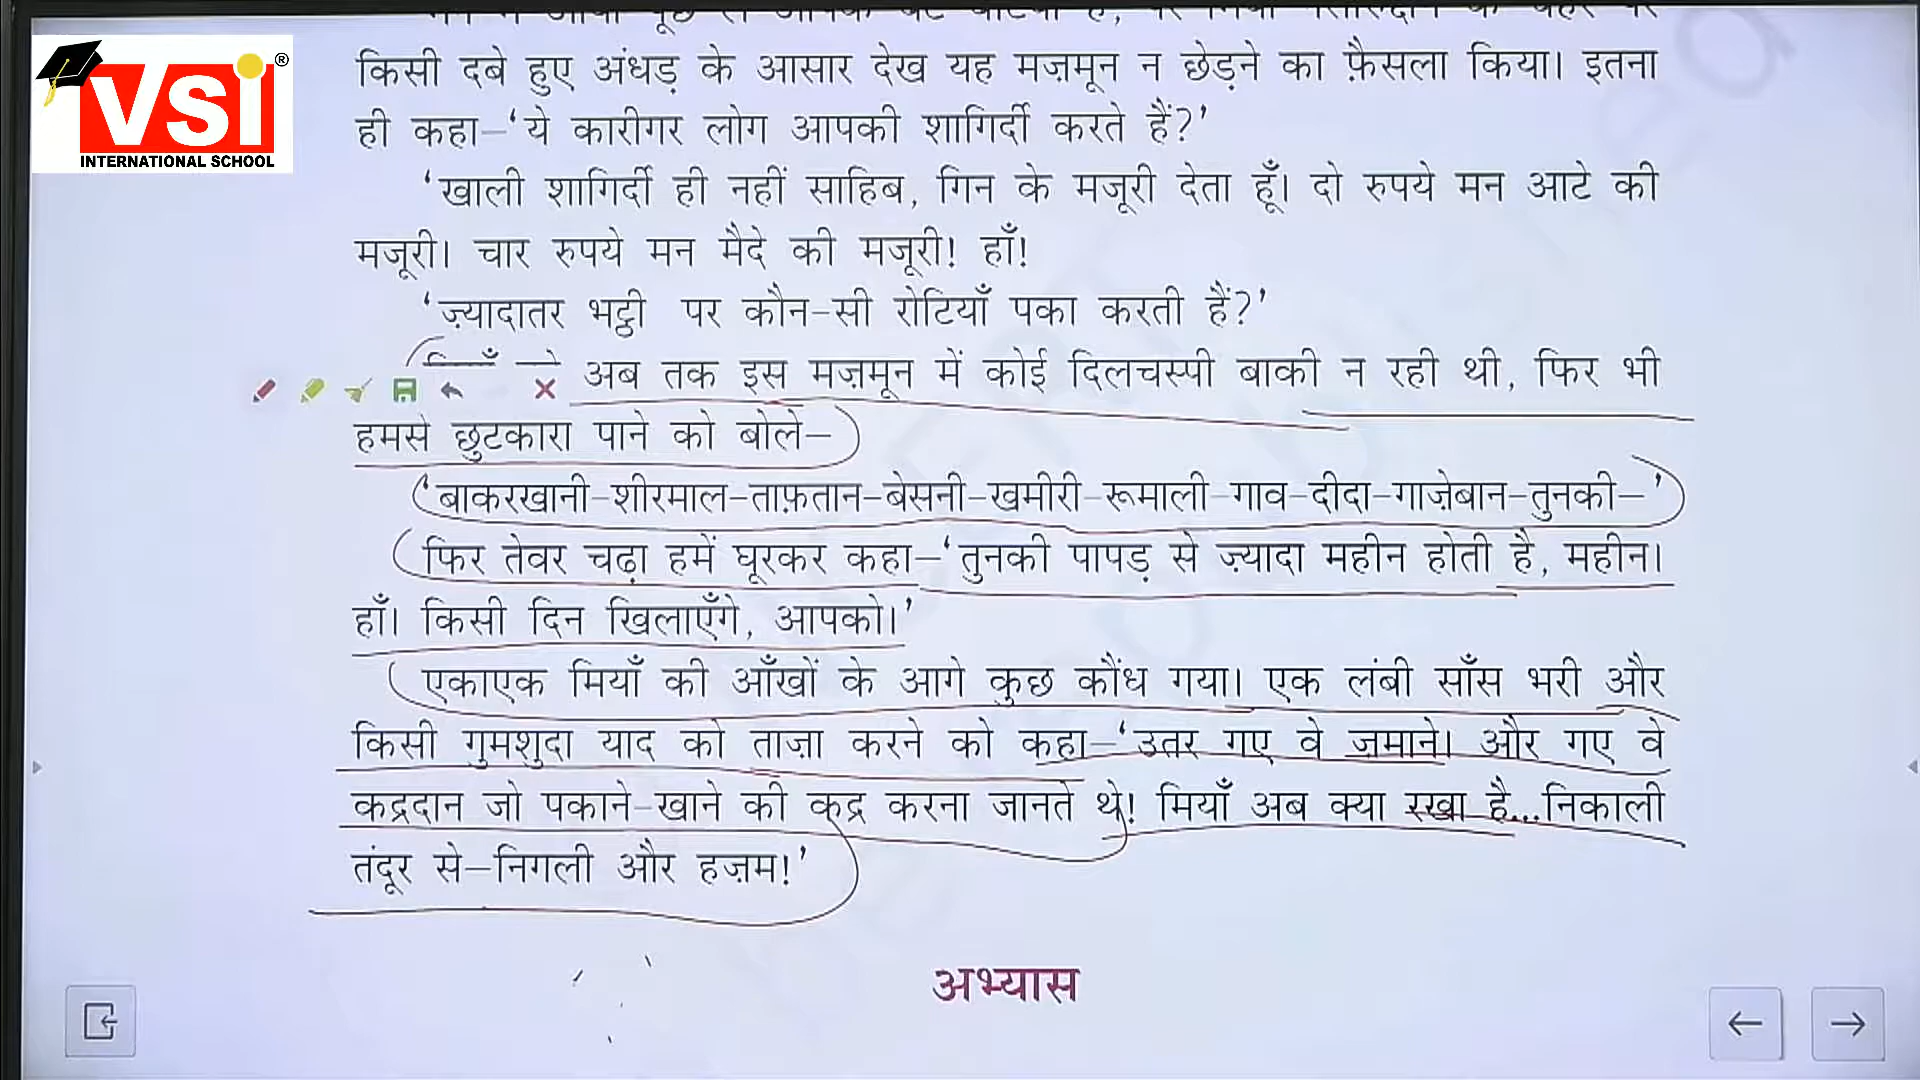 किसी दबे हुए अंधड़ के आसार देख यह मज़मून न छेड़ने का फ़ैसला किया। इतना
VSI ®
INTERNATIONAL SCHOOL
ही कहा–‘ये कारीगर लोग आपकी शागिर्दी करते हैं?’
‘खाली शागिर्दी ही नहीं साहिब, गिन के मजूरी देता हूँ। दो रुपये मन आटे की
मजूरी। चार रुपये मन मैदे की मजूरी! हाँ!
‘ज़्यादातर भट्ठी पर कौन-सी रोटियाँ पका करती हैं?’
अब तक इस मज़मून में कोई दिलचस्पी बाकी न रही थी, फिर भी
हमसे छुटकारा पाने को बोले–
‘बाकरखानी-शीरमाल-ताफ़तान-बेसनी-खमीरी-रूमाली-गाव-दीदा-गाज़ेबान-तुनकी–’
फिर तेवर चढ़ा हमें घूरकर कहा–‘तुनकी पापड़ से ज़्यादा महीन होती है, महीन।
हाँ। किसी दिन खिलाएँगे, आपको।’
एकाएक मियाँ की आँखों के आगे कुछ कौंध गया। एक लंबी साँस भरी और
किसी गुमशुदा याद को ताज़ा करने को कहा–‘उतर गए वे ज़माने। और गए वे
कद्रदान जो पकाने-खाने की कद्र करना जानते थे! मियाँ अब क्या रखा है...निकाली
तंदूर से–निगली और हज़म!’
अभ्यास